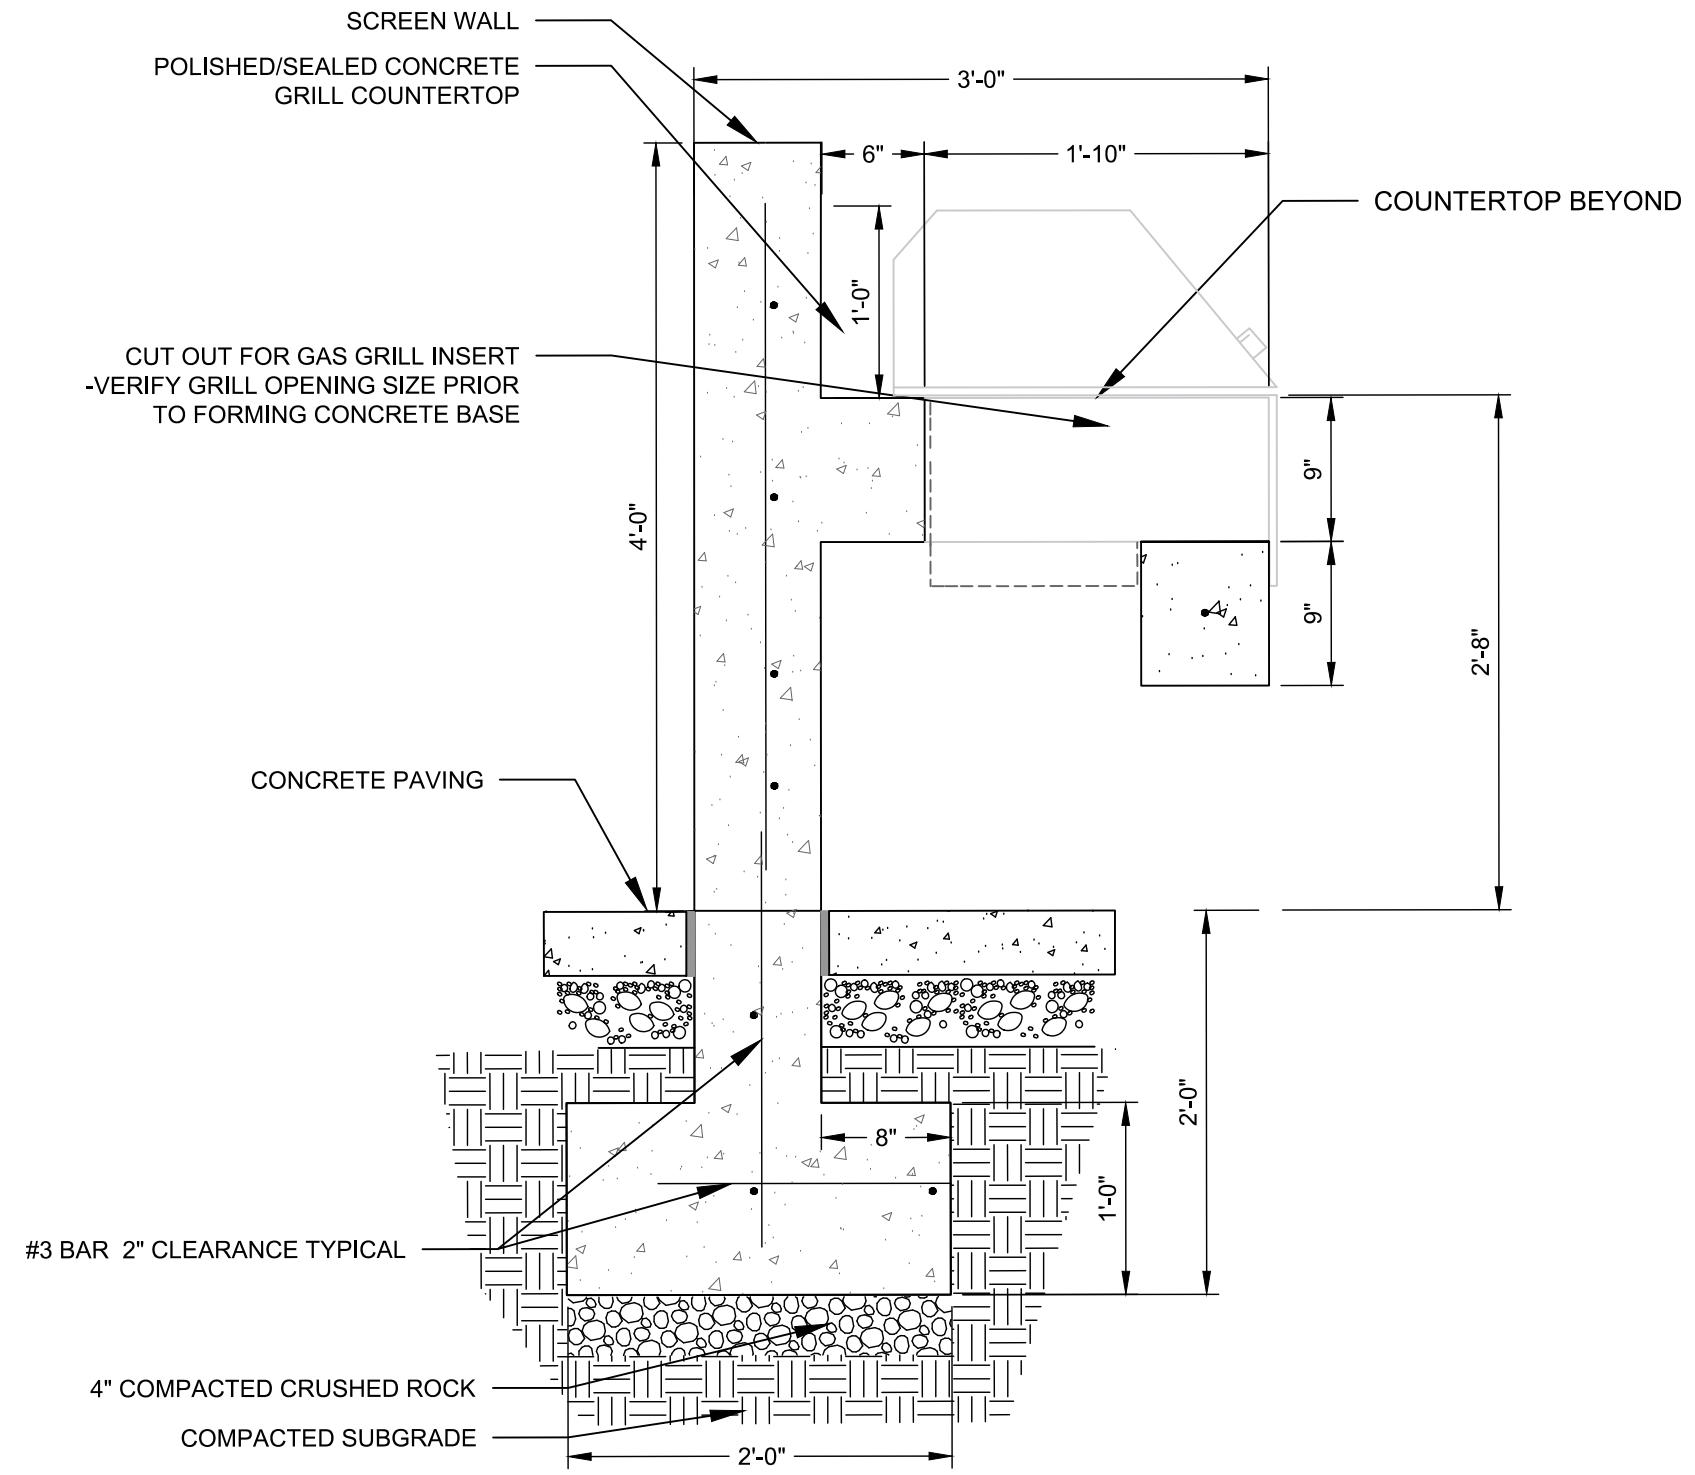 SCREEN WALL
POLISHED/SEALED CONCRETE
GRILL COUNTERTOP
3'-0"
6"
1'-10"
COUNTERTOP BEYOND
1'-0"
CUT OUT FOR GAS GRILL INSERT
-VERIFY GRILL OPENING SIZE PRIOR
TO FORMING CONCRETE BASE
9"
4'-0"
9"
2'-8"
CONCRETE PAVING
2'-0"
8"
1'-0"
#3 BAR 2" CLEARANCE TYPICAL
4" COMPACTED CRUSHED ROCK
COMPACTED SUBGRADE
2'-0"